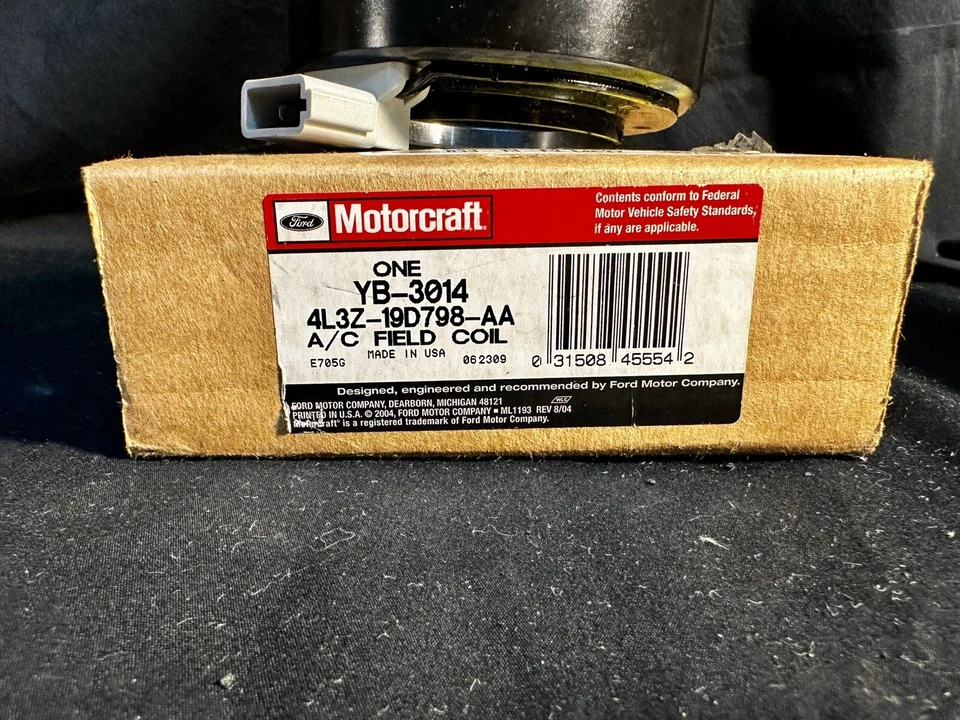 Ford
Motorcraft®
Contents conform to Federal
Motor Vehicle Safety Standards,
if any are applicable.
ONE
YB-3014
4L3Z-19D798-AA
A/C FIELD COIL
MADE IN USA
E705G
062309
0 31508 45554 2
Designed, engineered and recommended by Ford Motor Company.
WLC
FORD MOTOR COMPANY, DEARBORN, MICHIGAN 48121
PRINTED IN U.S.A. © 2004, FORD MOTOR COMPANY ■ ML1193 REV 8/04
Motorcraft® is a registered trademark of Ford Motor Company.